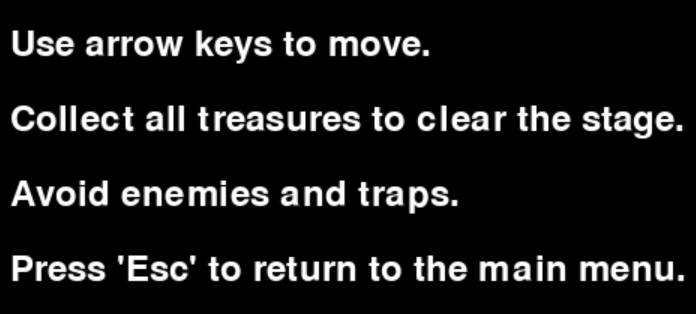 Use arrow keys to move.
Collect all treasures to clear the stage.
Avoid enemies and traps.
Press 'Esc' to return to the main menu.